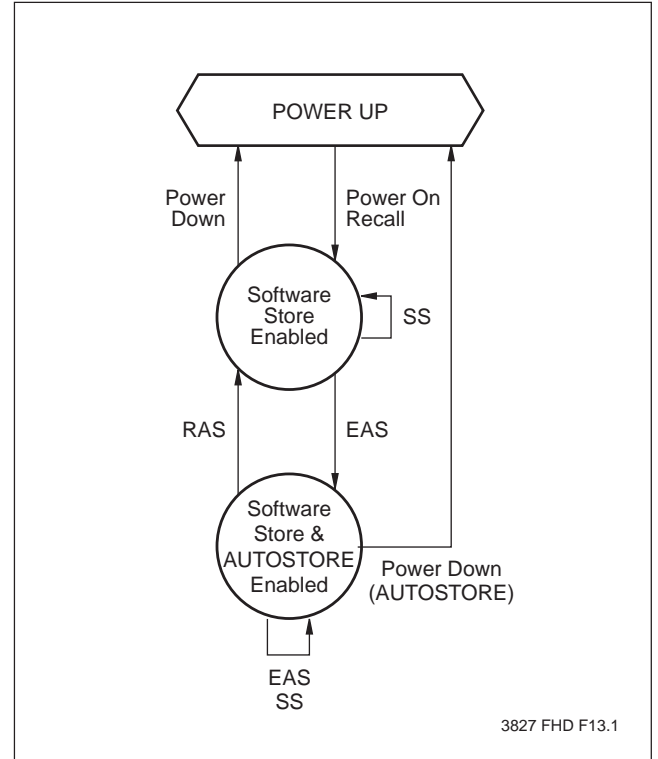 POWER UP
Power
Down
Power On
Recall
Software
Store
Enabled
SS
RAS
EAS
Software
Store &
AUTOSTORE
Enabled
Power Down
(AUTOSTORE)
EAS
SS
3827 FHD F13.1